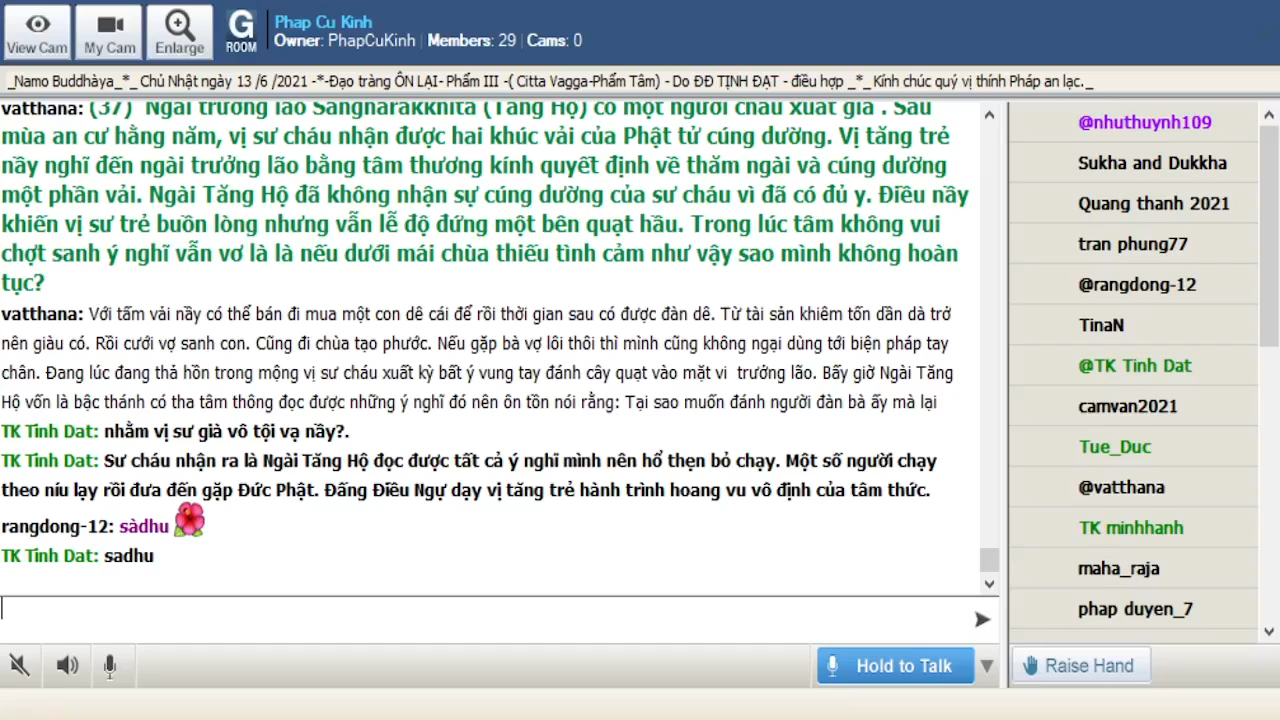 View Cam
My Cam
Enlarge
G
ROOM
Phap Cu Kinh
Owner: PhapCuKinh | Members: 29 | Cams: 0
_Namo Buddhàya_*_ Chủ Nhật ngày 13 /6 /2021 -*-Đạo tràng ÔN LẠI- Phẩm III -( Citta Vagga-Phẩm Tâm) - Do ĐĐ TỊNH ĐẠT - điều hợp _*_Kính chúc quý vị thính Pháp an lạc._
vatthana: (37) Ngài trưởng lão Sangharakkhita (Tăng Hộ) có một người cháu xuất gia . Sau
mùa an cư hằng năm, vị sư cháu nhận được hai khúc vải của Phật tử cúng dường. Vị tăng trẻ
nầy nghĩ đến ngài trưởng lão bằng tâm thương kính quyết định về thăm ngài và cúng dường
một phần vải. Ngài Tăng Hộ đã không nhận sự cúng dường của sư cháu vì đã có đủ y. Điều nầy
khiến vị sư trẻ buồn lòng nhưng vẫn lễ độ đứng một bên quạt hầu. Trong lúc tâm không vui
chợt sanh ý nghĩ vẫn vơ là là nếu dưới mái chùa thiếu tình cảm như vậy sao mình không hoàn
tục?
vatthana: Với tấm vải nầy có thể bán đi mua một con dê cái để rồi thời gian sau có được đàn dê. Từ tài sản khiêm tốn dần dà trở
nên giàu có. Rồi cưới vợ sanh con. Cũng đi chùa tạo phước. Nếu gặp bà vợ lôi thôi thì mình cũng không ngại dùng tới biện pháp tay
chân. Đang lúc đang thả hồn trong mộng vị sư cháu xuất kỳ bất ý vung tay đánh cây quạt vào mặt vi trưởng lão. Bấy giờ Ngài Tăng
Hộ vốn là bậc thánh có tha tâm thông đọc được những ý nghĩ đó nên ôn tồn nói rằng: Tại sao muốn đánh người đàn bà ấy mà lại
TK Tinh Dat: nhằm vị sư già vô tội vạ nầy?.
TK Tinh Dat: Sư cháu nhận ra là Ngài Tăng Hộ đọc được tất cả ý nghĩ mình nên hổ thẹn bỏ chạy. Một số người chạy
theo níu lạy rồi đưa đến gặp Đức Phật. Đấng Điều Ngự dạy vị tăng trẻ hành trình hoang vu vô định của tâm thức.
rangdong-12: sàdhu
TK Tinh Dat: sadhu
@nhuthuynh109
Sukha and Dukkha
Quang thanh 2021
tran phung77
@rangdong-12
TinaN
@TK Tinh Dat
camvan2021
Tue_Duc
@vatthana
TK minhhanh
maha_raja
phap duyen_7
Hold to Talk
Raise Hand